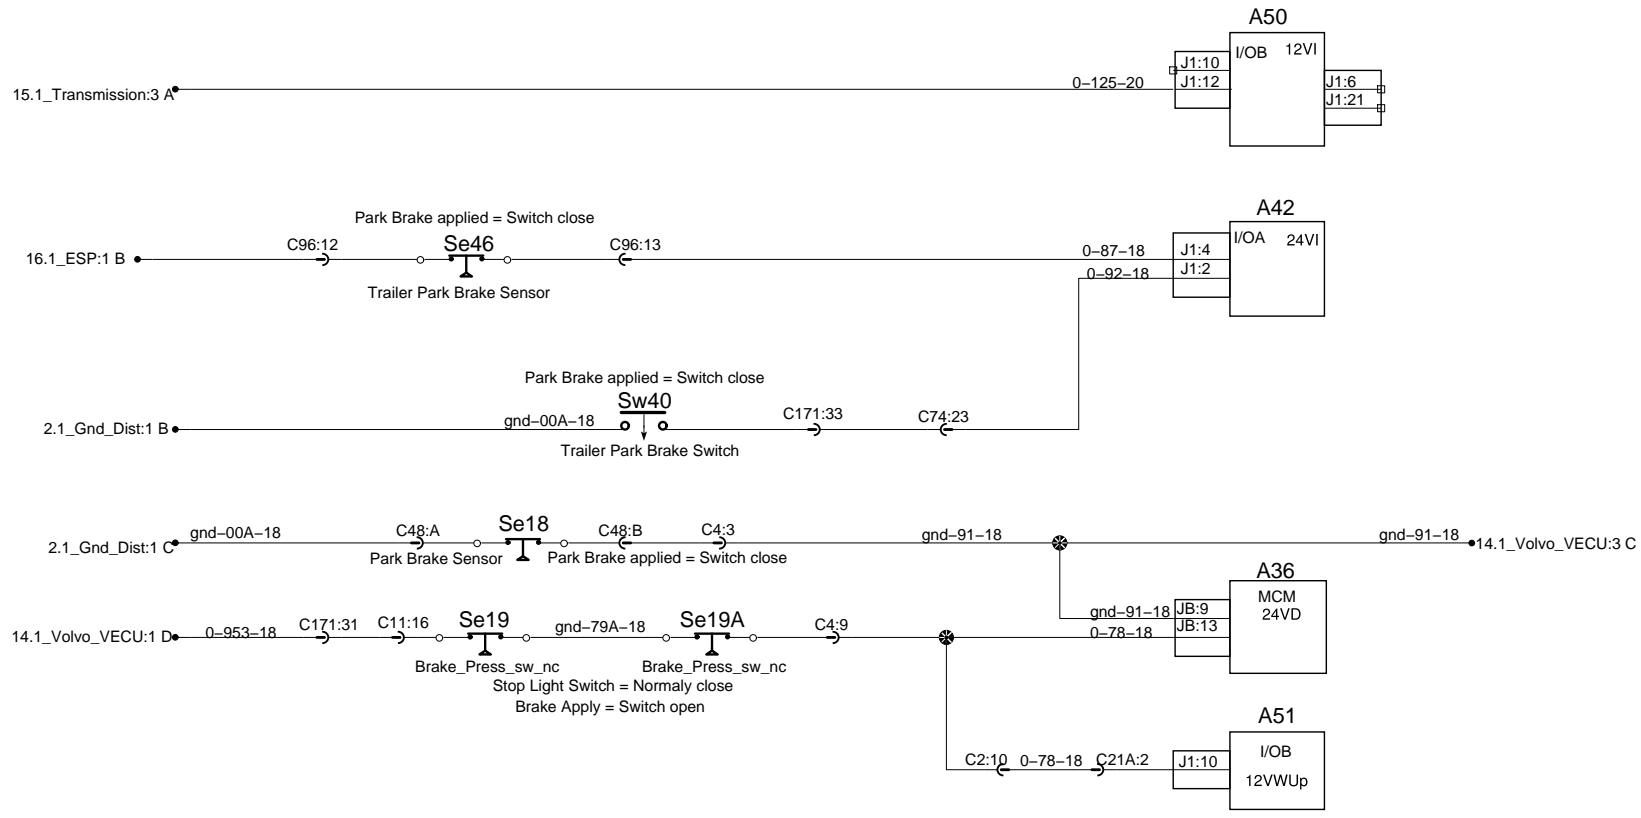 A50
I/OB 12VI
J1:10
0–125–20 J1:12 J1:6
15.1_Transmission:3 A
J1:21
A42
Park Brake applied = Switch close
C96:12 Se46 C96:13 I/OA 24VI
16.1_ESP:1 B 0–87–18 J1:4
0–92–18 J1:2
Trailer Park Brake Sensor
Park Brake applied = Switch close
Sw40
2.1_Gnd_Dist:1 B gnd–00A–18 C171:33 C74:23
Trailer Park Brake Switch
gnd–00A–18 C48:A Se18 C48:B C4:3 gnd–91–18 gnd–91–18
2.1_Gnd_Dist:1 C 14.1_Volvo_VECU:3 C
Park Brake Sensor Park Brake applied = Switch close
A36
MCM
24VD
gnd–91–18 JB:9
14.1_Volvo_VECU:1 D 0–953–18 C171:31 C11:16 Se19 gnd–79A–18 Se19A C4:9 0–78–18 JB:13
Brake_Press_sw_nc Brake_Press_sw_nc
Stop Light Switch = Normaly close
Brake Apply = Switch open
A51
I/OB
C2:10 0–78–18 C21A:2 J1:10
12VWUp